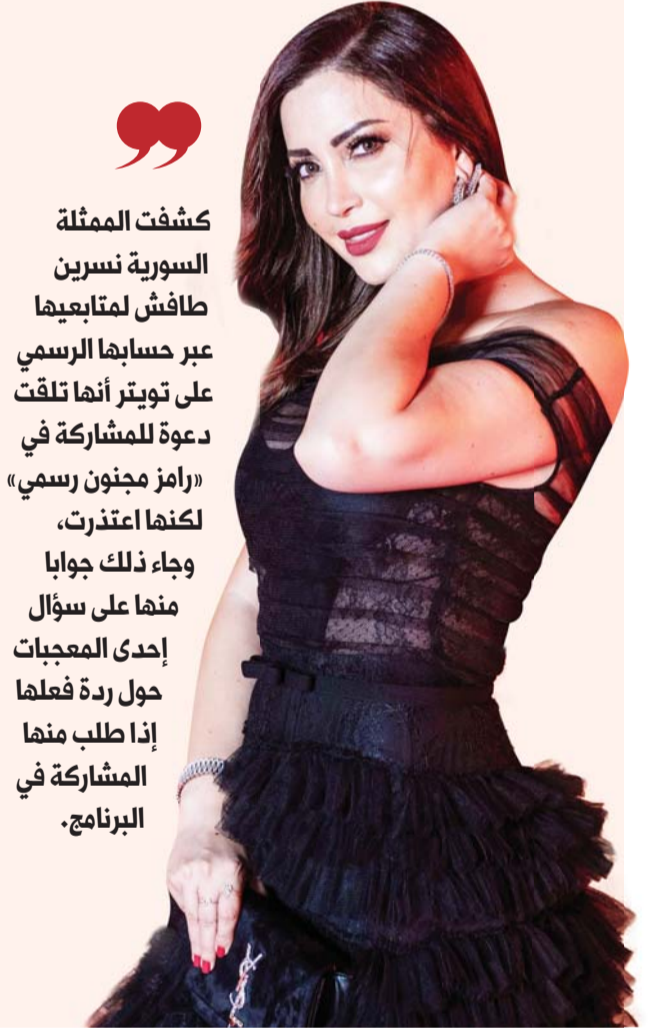 كشفت الممثلة
السورية نسرين
طافش لمتابعيها
عبر حسابها الرسمي
على تويتر أنها تلقت
دعوة للمشاركة في
«رامز مجنون رسمي»
لكنها اعتذرت،
وجاء ذلك جوابا
منها على سؤال
إحدى المعجبات
حول ردة فعلها
إذا طلب منها
المشاركة في
البرنامج.